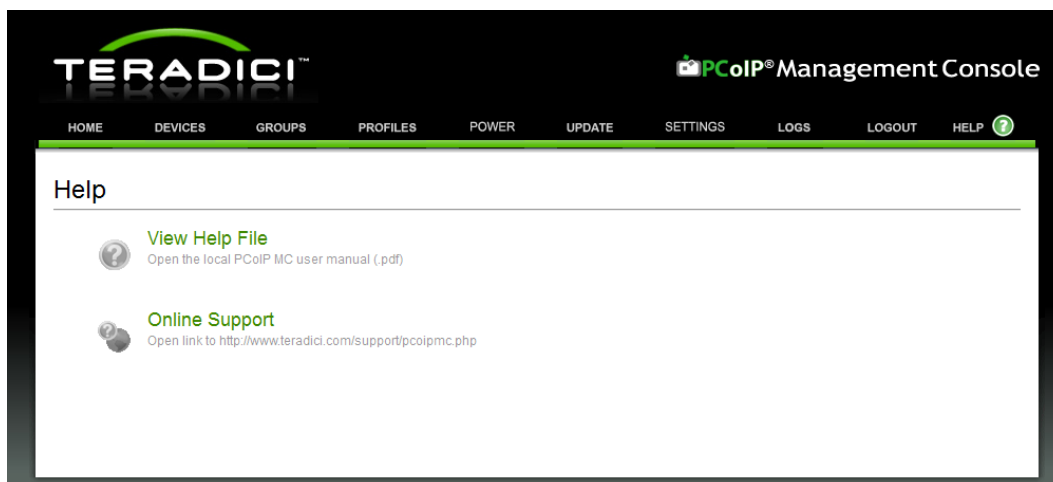 TERADICI™
PCoIP® Management Console
HOME DEVICES GROUPS PROFILES POWER UPDATE SETTINGS LOGS LOGOUT HELP ?
Help
View Help File
Open the local PCoIP MC user manual (.pdf)
Online Support
Open link to http://www.teradici.com/support/pcoipmc.php